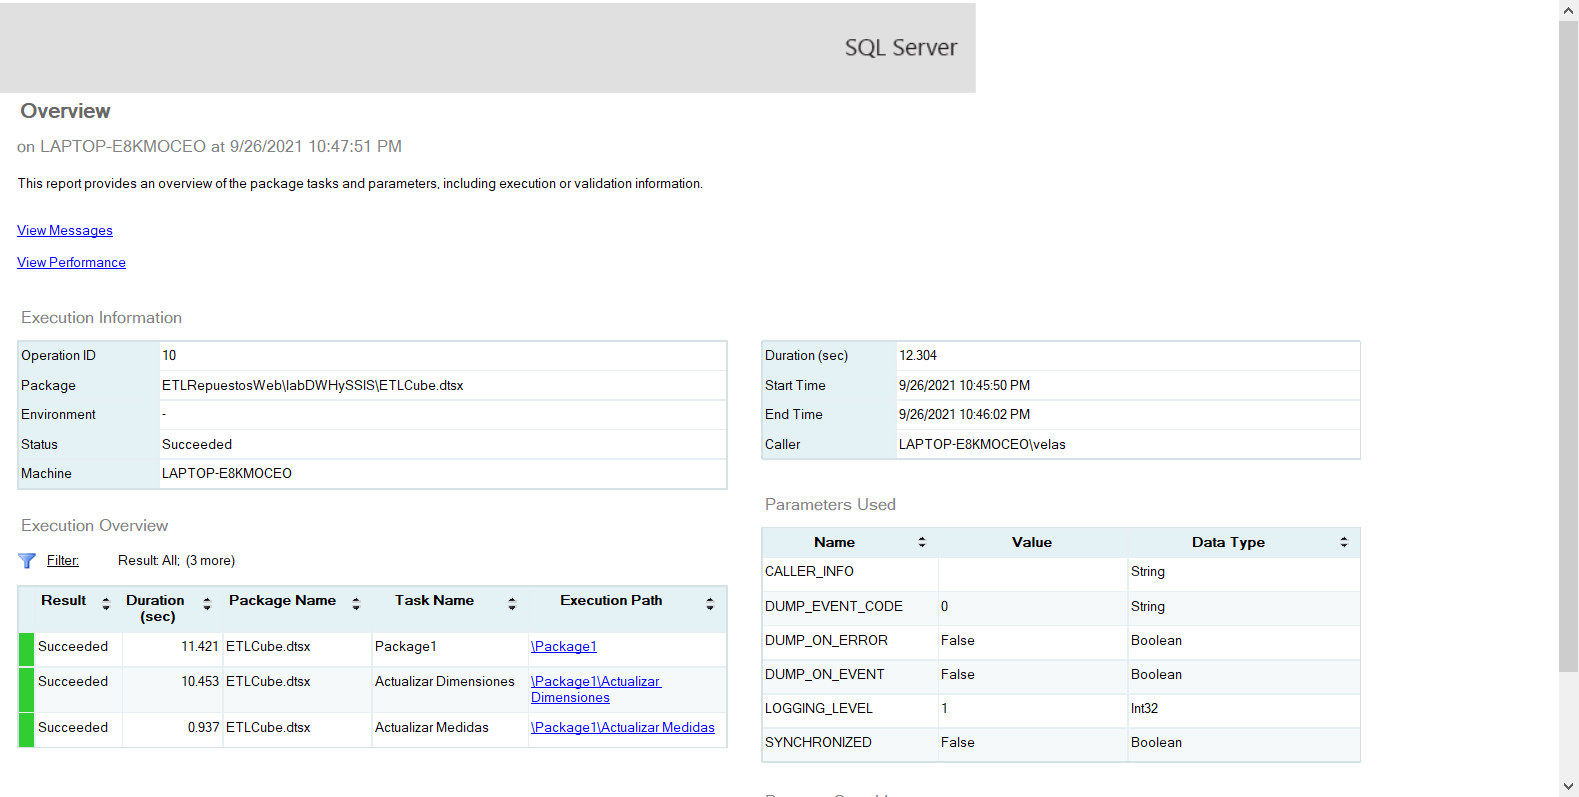 SQL Server
Overview
on LAPTOP-E8KMOCEO at 9/26/2021 10:47:51 PM
This report provides an overview of the package tasks and parameters, including execution or validation information.
View Messages
View Performance
Execution Information
Operation ID 10
Package ETLRepuestosWeb\labDWHySSIS\ETLCube.dtsx
Environment -
Status Succeeded
Machine LAPTOP-E8KMOCEO
Duration (sec) 12.304
Start Time 9/26/2021 10:45:50 PM
End Time 9/26/2021 10:46:02 PM
Caller LAPTOP-E8KMOCEO\velas
Execution Overview
Filter: Result: All; (3 more)
Result Duration Package Name Task Name Execution Path
(sec)
Succeeded 11.421 ETLCube.dtsx Package1 \Package1
Succeeded 10.453 ETLCube.dtsx Actualizar Dimensiones \Package1\Actualizar
Dimensiones
Succeeded 0.937 ETLCube.dtsx Actualizar Medidas \Package1\Actualizar Medidas
Parameters Used
Name Value Data Type
CALLER_INFO String
DUMP_EVENT_CODE 0 String
DUMP_ON_ERROR False Boolean
DUMP_ON_EVENT False Boolean
LOGGING_LEVEL 1 Int32
SYNCHRONIZED False Boolean